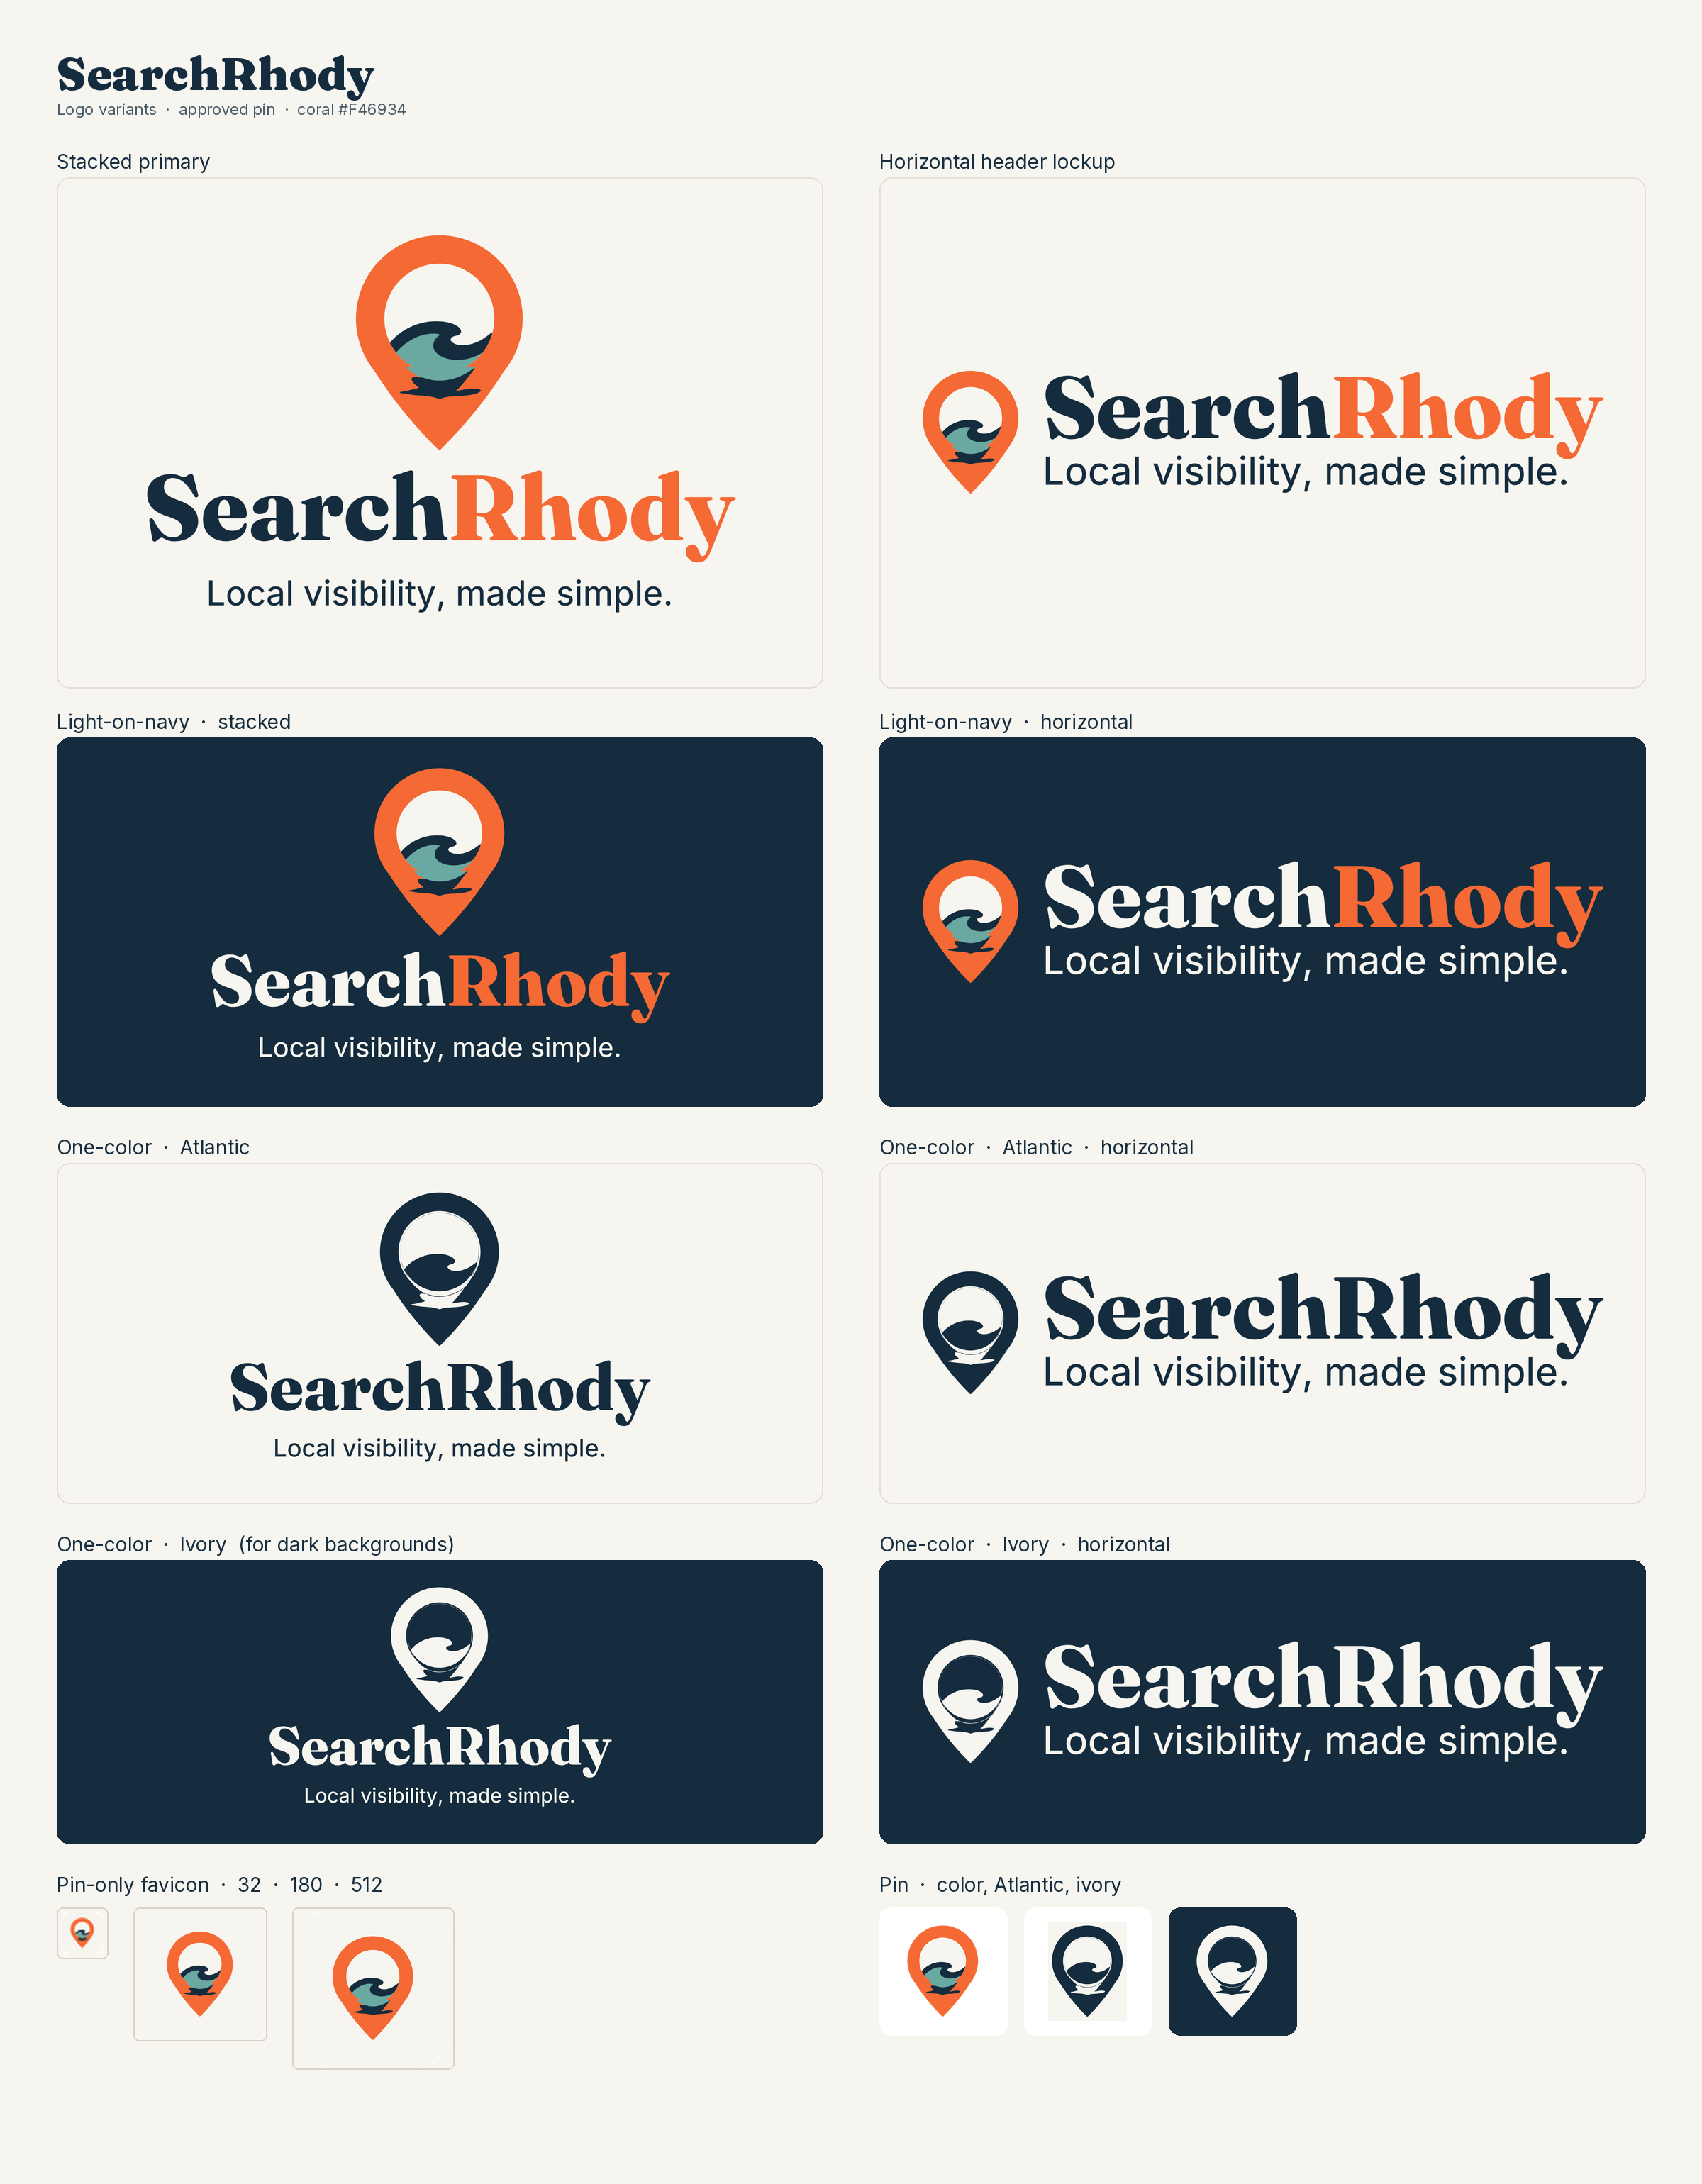 SearchRhody
Logo variants · approved pin · coral #F46934
Stacked primary
SearchRhody
Local visibility, made simple.
Horizontal header lockup
SearchRhody
Local visibility, made simple.
Light-on-navy · stacked
SearchRhody
Local visibility, made simple.
Light-on-navy · horizontal
SearchRhody
Local visibility, made simple.
One-color · Atlantic
SearchRhody
Local visibility, made simple.
One-color · Atlantic · horizontal
SearchRhody
Local visibility, made simple.
One-color · Ivory (for dark backgrounds)
SearchRhody
Local visibility, made simple.
One-color · Ivory · horizontal
SearchRhody
Local visibility, made simple.
Pin-only favicon · 32 · 180 · 512
Pin · color, Atlantic, ivory